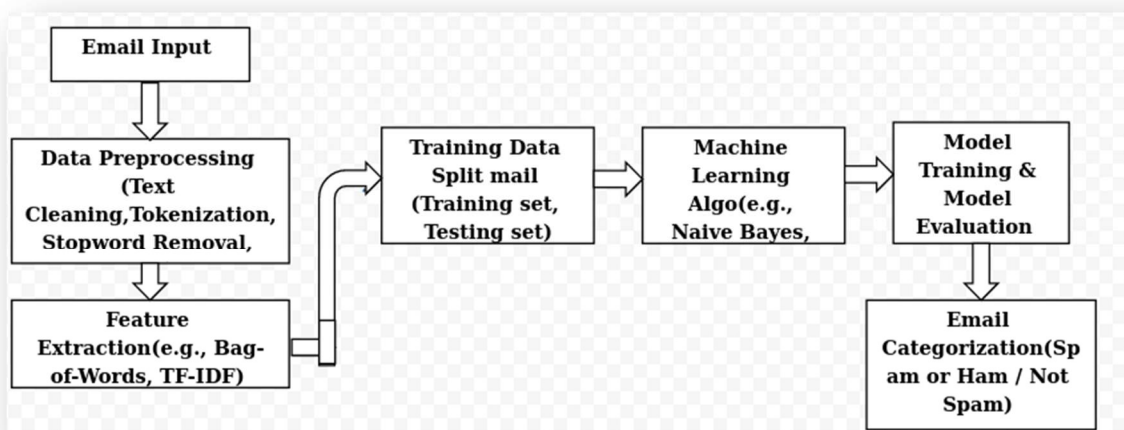 Email Input
Data Preprocessing
(Text
Cleaning,Tokenization,
Stopword Removal,
Feature
Extraction(e.g., Bag-
of-Words, TF-IDF)
Training Data
Split mail
(Training set,
Testing set)
Machine
Learning
Algo(e.g.,
Naive Bayes,
Model
Training &
Model
Evaluation
Email
Categorization(Sp
am or Ham / Not
Spam)